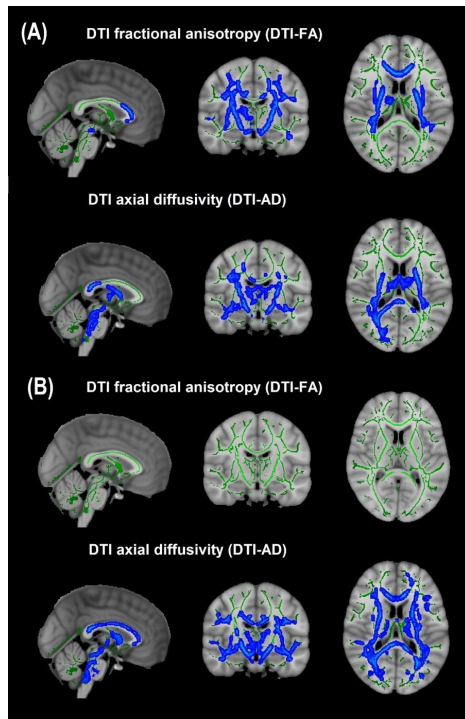 (A)
DTI fractional anisotropy (DTI-FA)
DTI axial diffusivity (DTI-AD)
(B)
DTI fractional anisotropy (DTI-FA)
DTI axial diffusivity (DTI-AD)